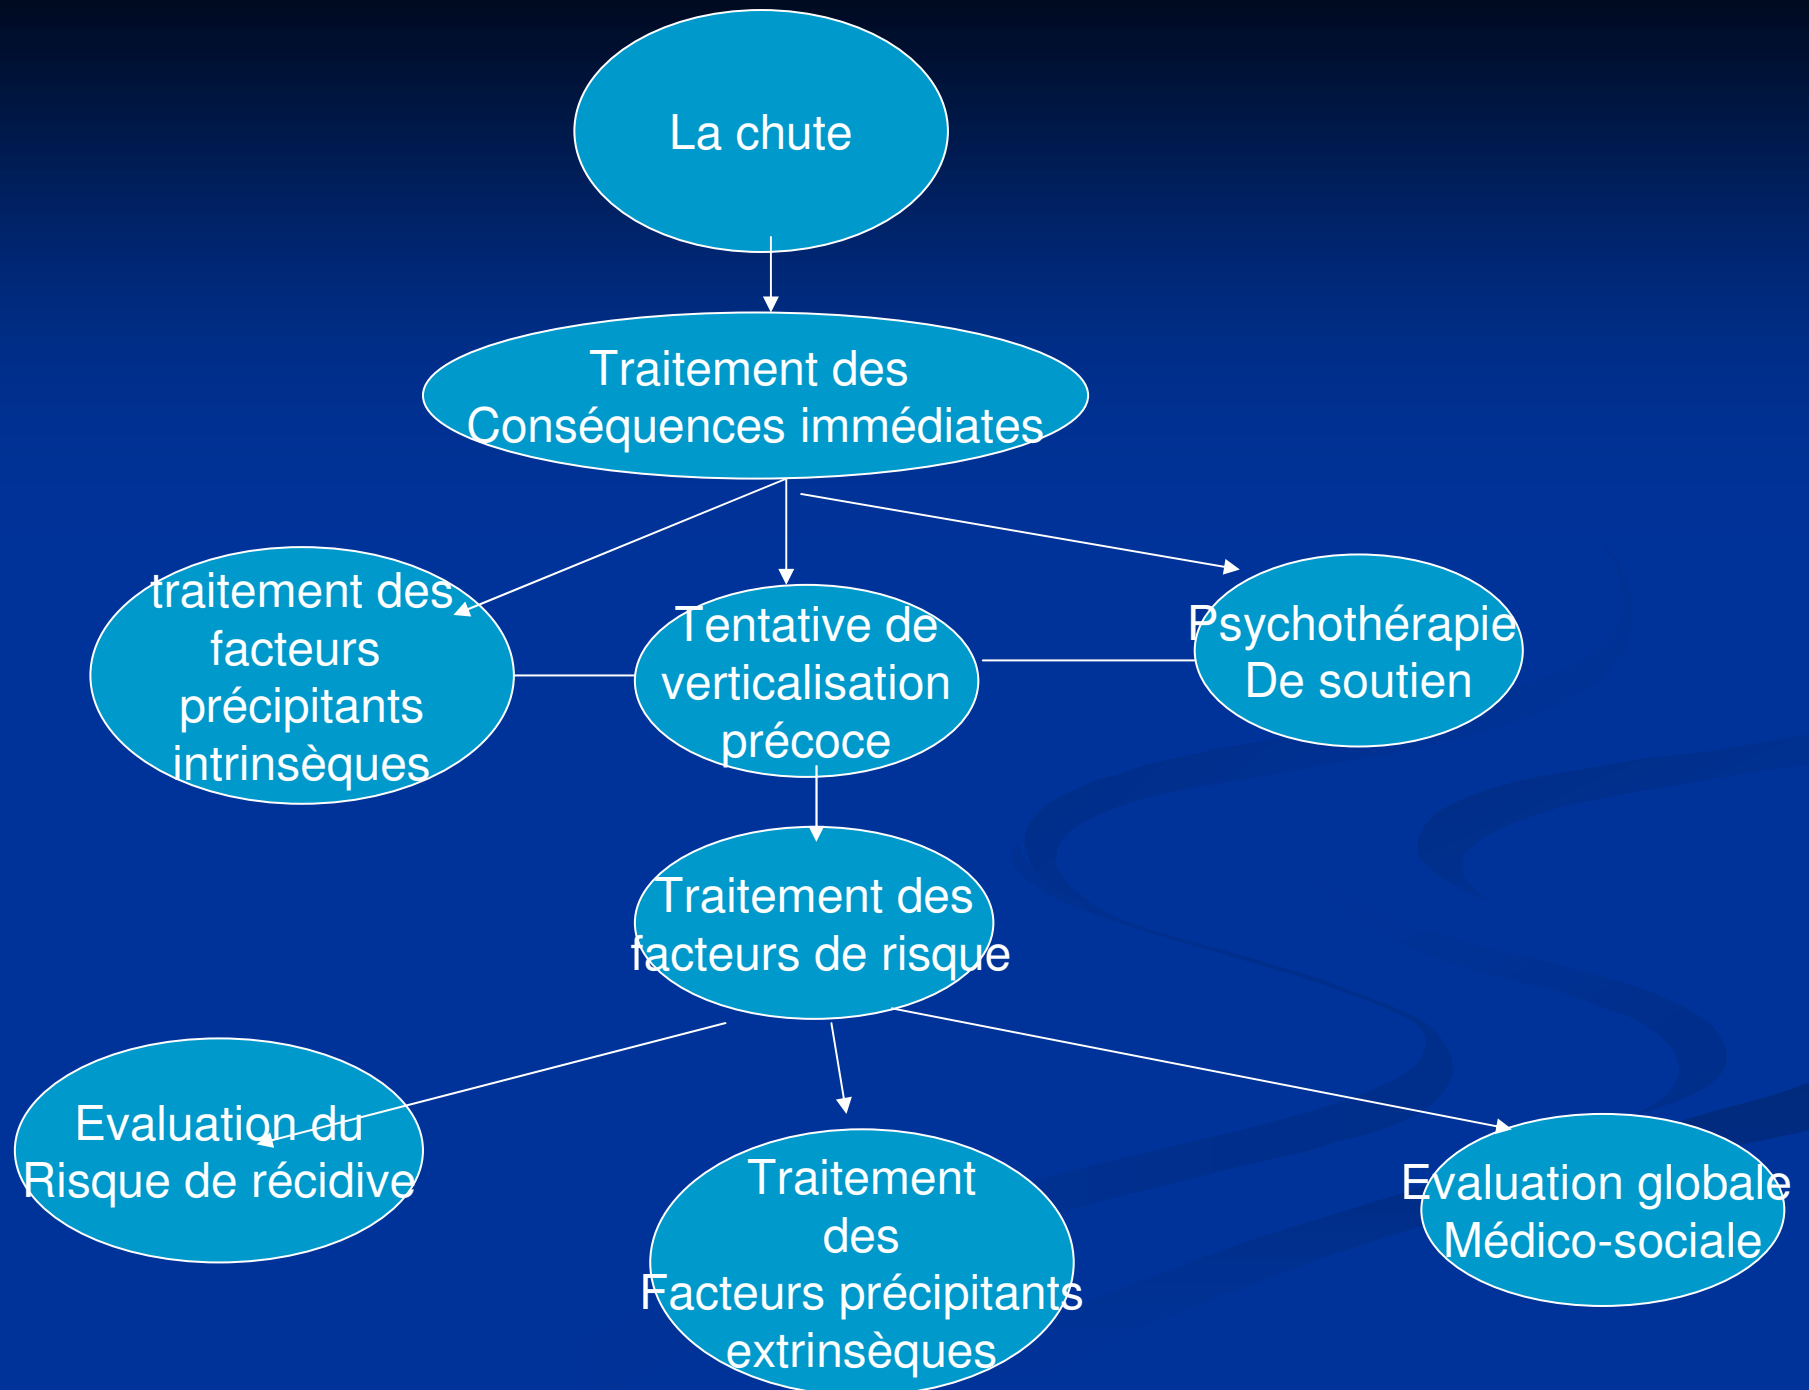 La chute
Traitement des
Conséquences immédiates
traitement des
facteurs
précipitants
intrinsèques
Tentative de
verticalisation
précoce
Psychothérapie
De soutien
Traitement des
facteurs de risque
Evaluation du
Risque de récidive
Traitement
des
Facteurs précipitants
extrinsèques
Evaluation globale
Médico-sociale